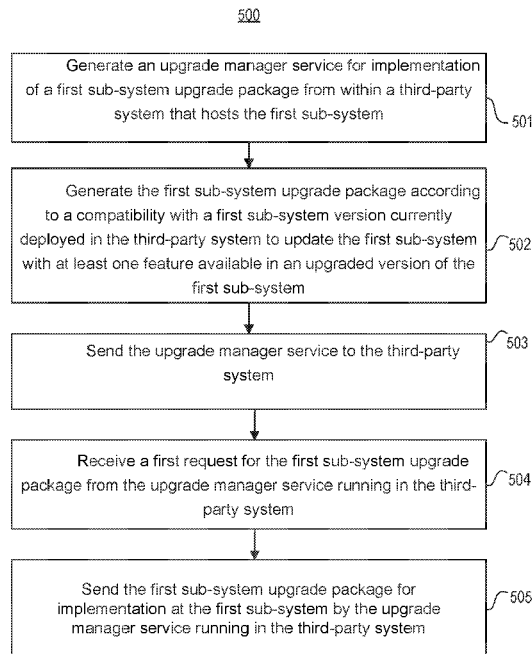 500
Generate an upgrade manager service for implementation
of a first sub-system upgrade package from within a third-party
system that hosts the first sub-system
501
Generate the first sub-system upgrade package according
to a compatibility with a first sub-system version currently
deployed in the third-party system to update the first sub-system
with at least one feature available in an upgraded version of the
first sub-system
502
Send the upgrade manager service to the third-party
system
503
Receive a first request for the first sub-system upgrade
package from the upgrade manager service running in the third-
party system
504
Send the first sub-system upgrade package for
implementation at the first sub-system by the upgrade
manager service running in the third-party system
505